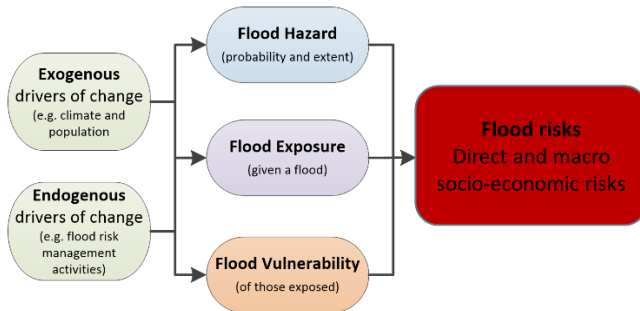 Exogenous
drivers of change
(e.g. climate and
population
Endogenous
drivers of change
(e.g. flood risk
management
activities)
Flood Hazard
(probability and extent)
Flood Exposure
(given a flood)
Flood Vulnerability
(of those exposed)
Flood risks
Direct and macro
socio-economic risks